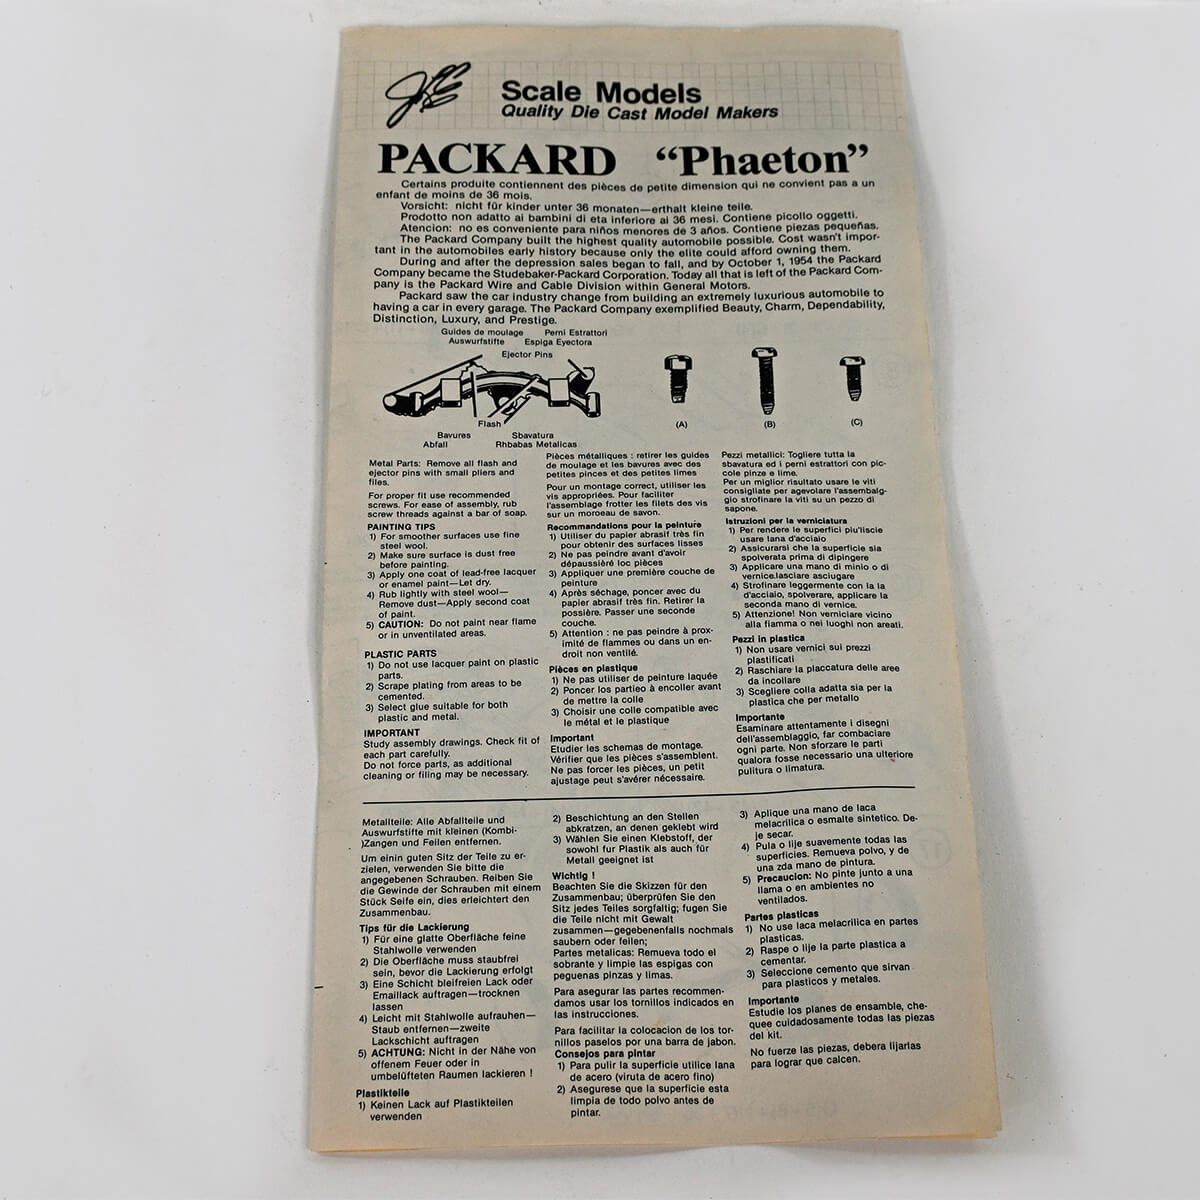 JLE
Scale Models
Quality Die Cast Model Makers
PACKARD “Phaeton”
Certains produite contiennent des pièces de petite dimension qui ne convient pas a un
enfant de moins de 36 mois.
Vorsicht: nicht für kinder unter 36 monaten—erthalt kleine teile.
Prodotto non adatto ai bambini di eta inferiore ai 36 mesi. Contiene picollo oggetti.
Atencion: no es conveniente para niños menores de 3 años. Contiene piezas pequeñas.
The Packard Company built the highest quality automobile possible. Cost wasn't impor-
tant in the automobiles early history because only the elite could afford owning them.
During and after the depression sales began to fall, and by October 1, 1954 the Packard
Company became the Studebaker-Packard Corporation. Today all that is left of the Packard Com-
pany is the Packard Wire and Cable Division within General Motors.
Packard saw the car industry change from building an extremely luxurious automobile to
having a car in every garage. The Packard Company exemplified Beauty, Charm, Dependability,
Distinction, Luxury, and Prestige.
Guides de moulage Perni Estrattori
Auswurfstifte Espiga Eyectora
Ejector Pins
Flash
Bavures Sbavatura
Abfall Rhbabas Metalicas
(A) (B) (C)
Metal Parts: Remove all flash and
ejector pins with small pliers and
files.
For proper fit use recommended
screws. For ease of assembly, rub
screw threads against a bar of soap.
PAINTING TIPS
1) For smoother surfaces use fine
steel wool.
2) Make sure surface is dust free
before painting.
3) Apply one coat of lead-free lacquer
or enamel paint—Let dry.
4) Rub lightly with steel wool—
Remove dust—Apply second coat
of paint.
5) CAUTION: Do not paint near flame
or in unventilated areas.
PLASTIC PARTS
1) Do not use lacquer paint on plastic
parts.
2) Scrape plating from areas to be
cemented.
3) Select glue suitable for both
plastic and metal.
IMPORTANT
Study assembly drawings. Check fit of
each part carefully.
Do not force parts, as additional
cleaning or filing may be necessary.
Pièces métalliques : retirer les guides
de moulage et les bavures avec des
petites pinces et des petites limes
Pour un montage correct, utiliser les
vis appropriées. Pour faciliter
l'assemblage frotter les filets des vis
sur un moroeau de savon.
Recommandations pour la peinture
1) Utiliser du papier abrasif très fin
pour obtenir des surfaces lisses
2) Ne pas peindre avant d'avoir
dépaussièré loc pièces
3) Appliquer une première couche de
peinture
4) Après séchage, poncer avec du
papier abrasif très fin. Retirer la
possière. Passer une seconde
couche.
5) Attention : ne pas peindre à prox-
imité de flammes ou dans un en-
droit non ventilé.
Pièces en plastique
1) Ne pas utiliser de peinture laquée
2) Poncer los partieo à encoller avant
de mettre la colle
3) Choisir une colle compatible avec
le métal et le plastique
Important
Etudier les schemas de montage.
Vérifier que les pièces s'assemblent.
Ne pas forcer les pièces, un petit
ajustage peut s'avérer nécessaire.
Pezzi metallici: Togliere tutta la
sbavatura ed i perni estrattori con pic-
cole pinze e lime.
Per un miglior risultato usare le viti
consigliate per agevolare l'assembalg-
gio strofinare la viti su un pezzo di
sapone.
Istruzioni per la verniciatura
1) Per rendere le superfici piu'liscie
usare lana d'acciaio
2) Assicurarsi che la superficie sia
spolverata prima di dipingere
3) Applicare una mano di minio o di
vernice.lasciare asciugare
4) Strofinare leggermente con la la
d'acciaio, spolverare, applicare la
seconda mano di vernice.
5) Attenzione! Non verniciare vicino
alla fiamma o nei luoghi non areati.
Pezzi in plastica
1) Non usare vernici sui prezzi
plastificati
2) Raschiare la placcatura delle aree
da incollare
3) Scegliere colla adatta sia per la
plastica che per metallo
Importante
Esaminare attentamente i disegni
dell'assemblaggio, far combaciare
ogni parte. Non sforzare le parti
qualora fosse necessario una ulteriore
pulitura o limatura.
Metallteile: Alle Abfallteile und
Auswurfstifte mit kleinen (Kombi-
)Zangen und Feilen entfernen.
Um einin guten Sitz der Teile zu er-
zielen, verwenden Sie bitte die
angegebenen Schrauben. Reiben Sie
die Gewinde der Schrauben mit einem
Stück Seife ein, dies erleichtert den
Zusammenbau.
Tips für die Lackierung
1) Für eine glatte Oberfläche feine
Stahlwolle verwenden
2) Die Oberfläche muss staubfrei
sein, bevor die Lackierung erfolgt
3) Eine Schicht bleifreien Lack oder
Emaillack auftragen—trocknen
lassen
4) Leicht mit Stahlwolle aufrauhen—
Staub entfernen—zweite
Lackschicht auftragen
5) ACHTUNG: Nicht in der Nähe von
offenem Feuer oder in
umbelüfteten Raumen lackieren !
Plastikteile
1) Keinen Lack auf Plastikteilen
verwenden
2) Beschichtung an den Stellen
abkratzen, an denen geklebt wird
3) Wählen Sie einen Klebstoff, der
sowohl fur Plastik als auch für
Metall geeignet ist
Wichtig !
Beachten Sie die Skizzen für den
Zusammenbau; überprüfen Sie den
Sitz jedes Teiles sorgfaltig; fugen Sie
die Teile nicht mit Gewalt
zusammen—gegebenenfalls nochmals
saubern oder feilen;
Partes metalicas: Remueva todo el
sobrante y limpie las espigas con
peguenas pinzas y limas.
Para asegurar las partes recommen-
damos usar los tornillos indicados en
las instrucciones.
Para facilitar la colocacion de los tor-
nillos paselos por una barra de jabon.
Consejos para pintar
1) Para pulir la superficie utilice lana
de acero (viruta de acero fino)
2) Asegurese que la superficie esta
limpia de todo polvo antes de
pintar.
3) Aplique una mano de laca
melacrilica o esmalte sintetico. De-
je secar.
4) Pula o lije suavemente todas las
superficies. Remueva polvo, y de
una zda mano de pintura.
5) Precaucion: No pinte junto a una
llama o en ambientes no
ventilados.
Partes plasticas
1) No use laca melacrilica en partes
plasticas.
2) Raspe o lije la parte plastica a
cementar.
3) Seleccione cemento que sirvan
para plasticos y metales.
Importante
Estudie los planes de ensamble, che-
quee cuidadosamente todas las piezas
del kit.
No fuerze las piezas, debera lijarlas
para lograr que calcen.